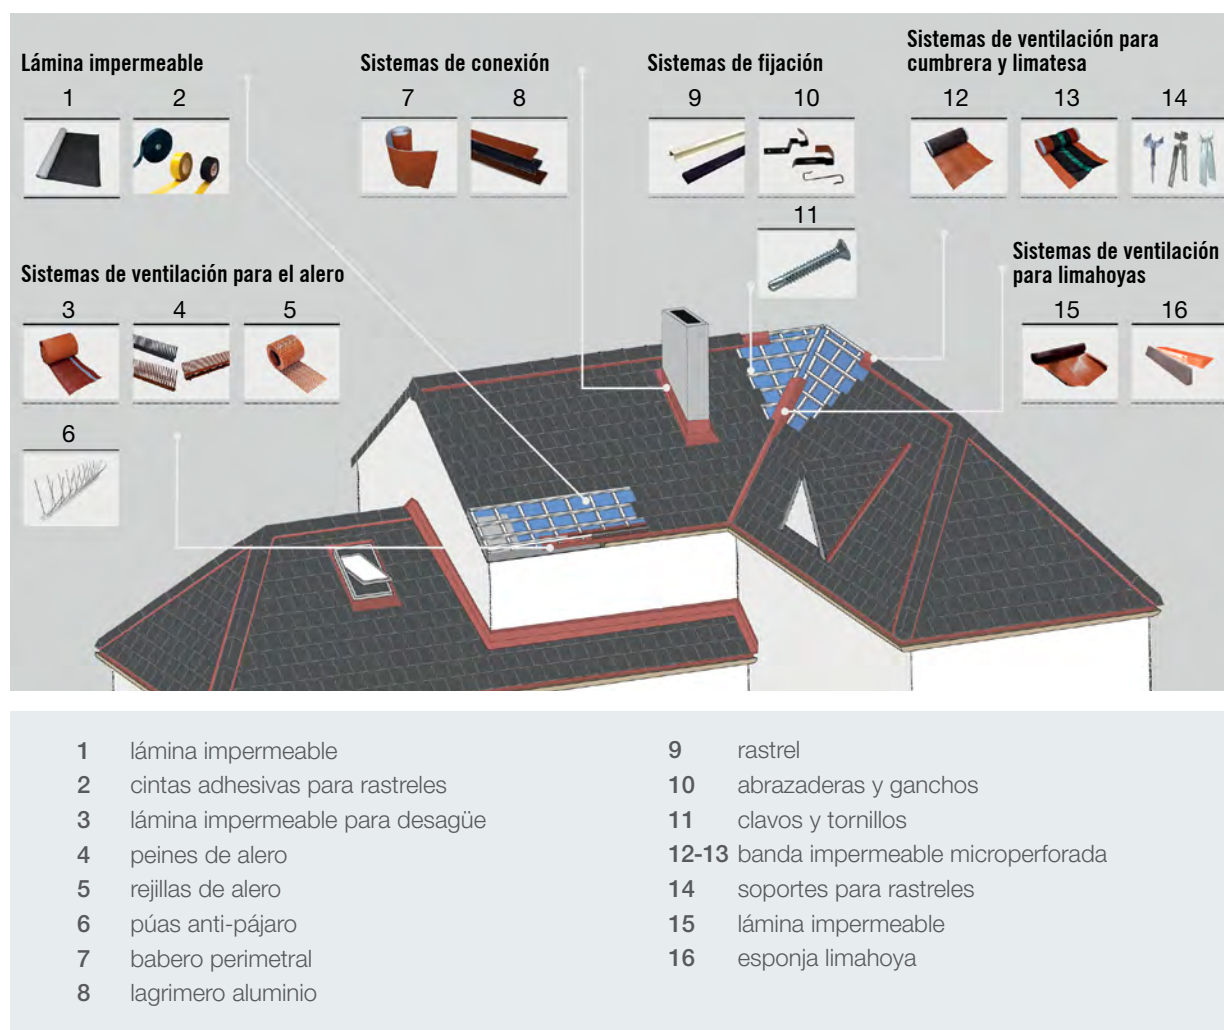 Lámina impermeable
1 2
Sistemas de conexión
7 8
Sistemas de fijación
9 10
11
Sistemas de ventilación para
cumbrera y limatesa
12 13 14
Sistemas de ventilación para el alero
3 4 5
6
Sistemas de ventilación
para limahoyas
15 16
1 lámina impermeable
2 cintas adhesivas para rastreles
3 lámina impermeable para desagüe
4 peines de alero
5 rejillas de alero
6 púas anti-pájaro
7 babero perimetral
8 lagrimero aluminio
9 rastrel
10 abrazaderas y ganchos
11 clavos y tornillos
12-13 banda impermeable microperforada
14 soportes para rastreles
15 lámina impermeable
16 esponja limahoya